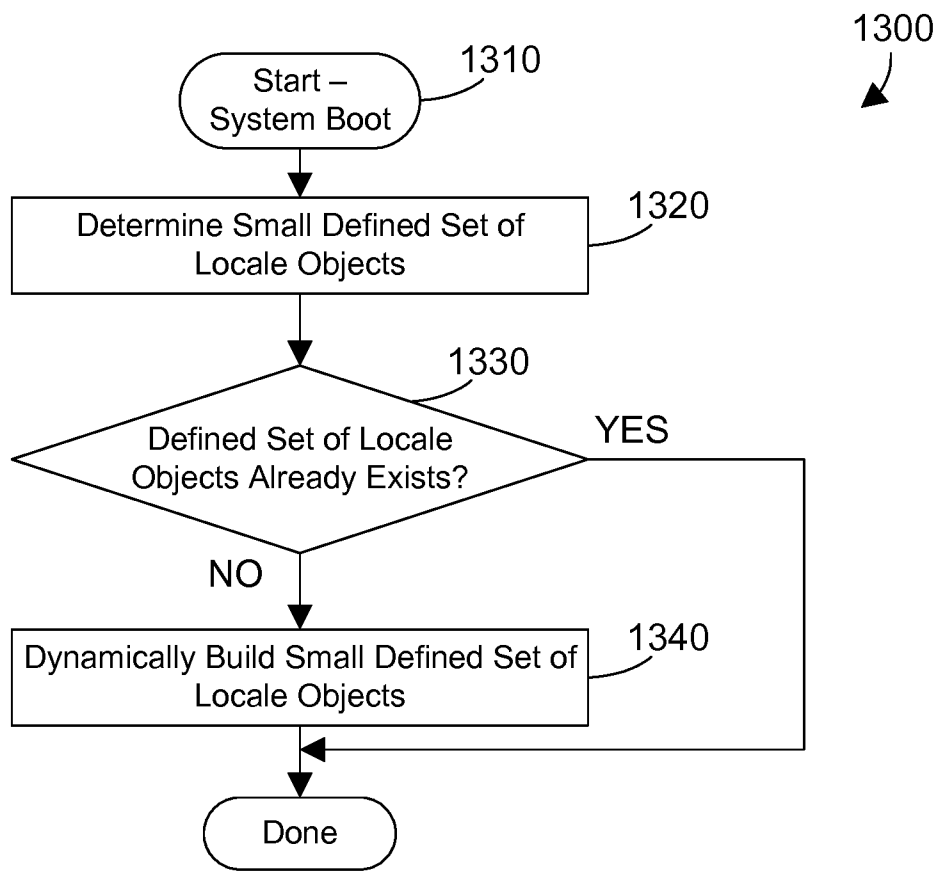 1300
1310
Start –
System Boot
1320
Determine Small Defined Set of
Locale Objects
1330
Defined Set of Locale
Objects Already Exists?
YES
NO
1340
Dynamically Build Small Defined Set of
Locale Objects
Done